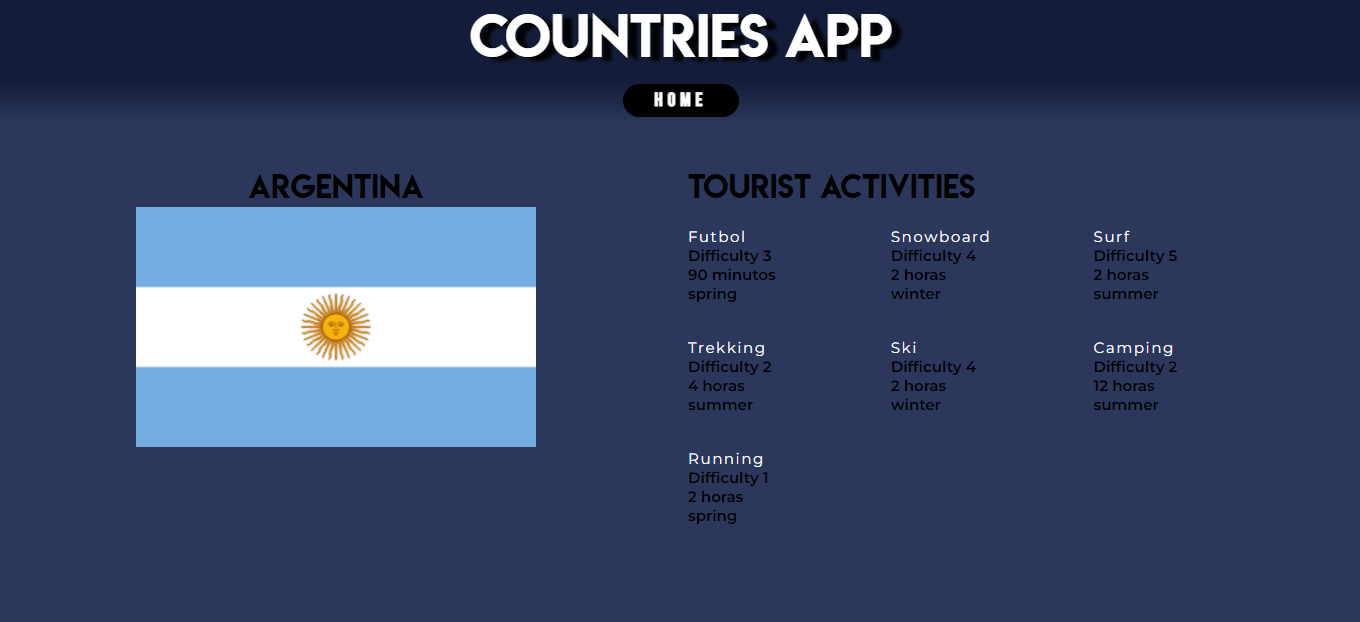 COUNTRIES APP
HOME
ARGENTINA
TOURIST ACTIVITIES
Futbol
Difficulty 3
90 minutos
spring
Snowboard
Difficulty 4
2 horas
winter
Surf
Difficulty 5
2 horas
summer
Trekking
Difficulty 2
4 horas
summer
Ski
Difficulty 4
2 horas
winter
Camping
Difficulty 2
12 horas
summer
Running
Difficulty 1
2 horas
spring